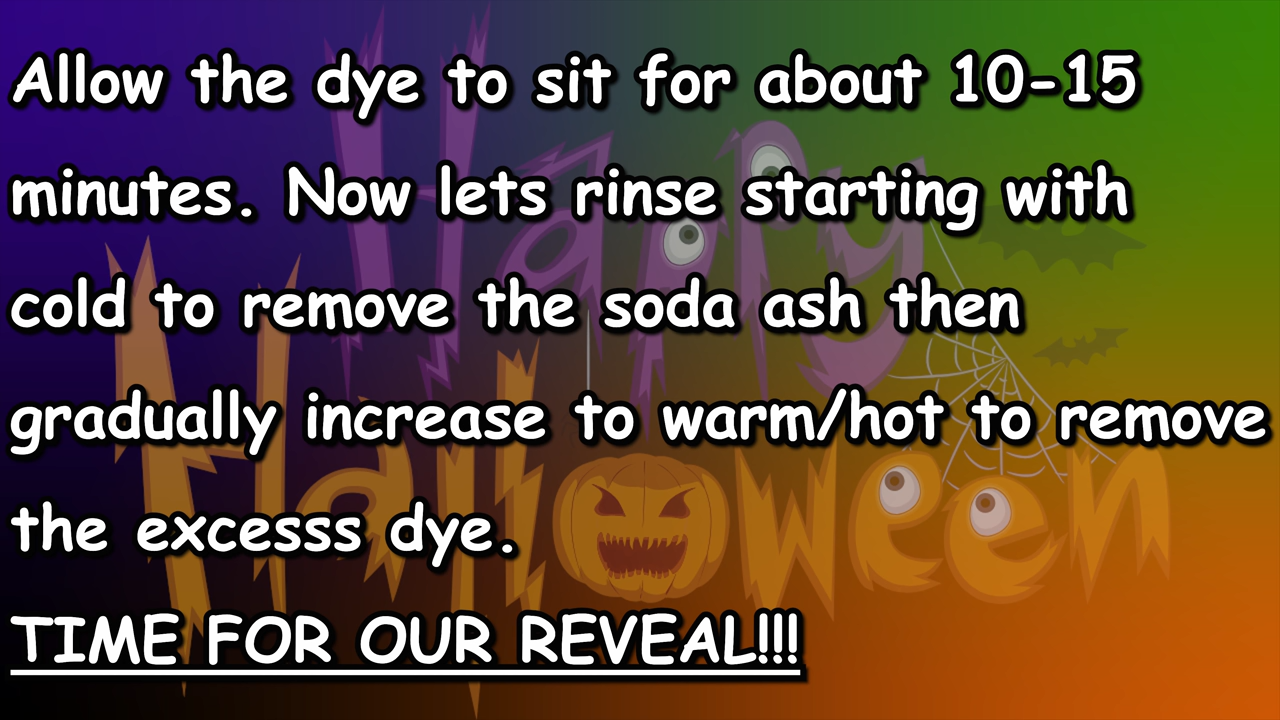 Allow the dye to sit for about 10-15
minutes. Now lets rinse starting with
cold to remove the soda ash then
gradually increase to warm/hot to remove
the excesss dye.
TIME FOR OUR REVEAL!!!
Happy
Halloween